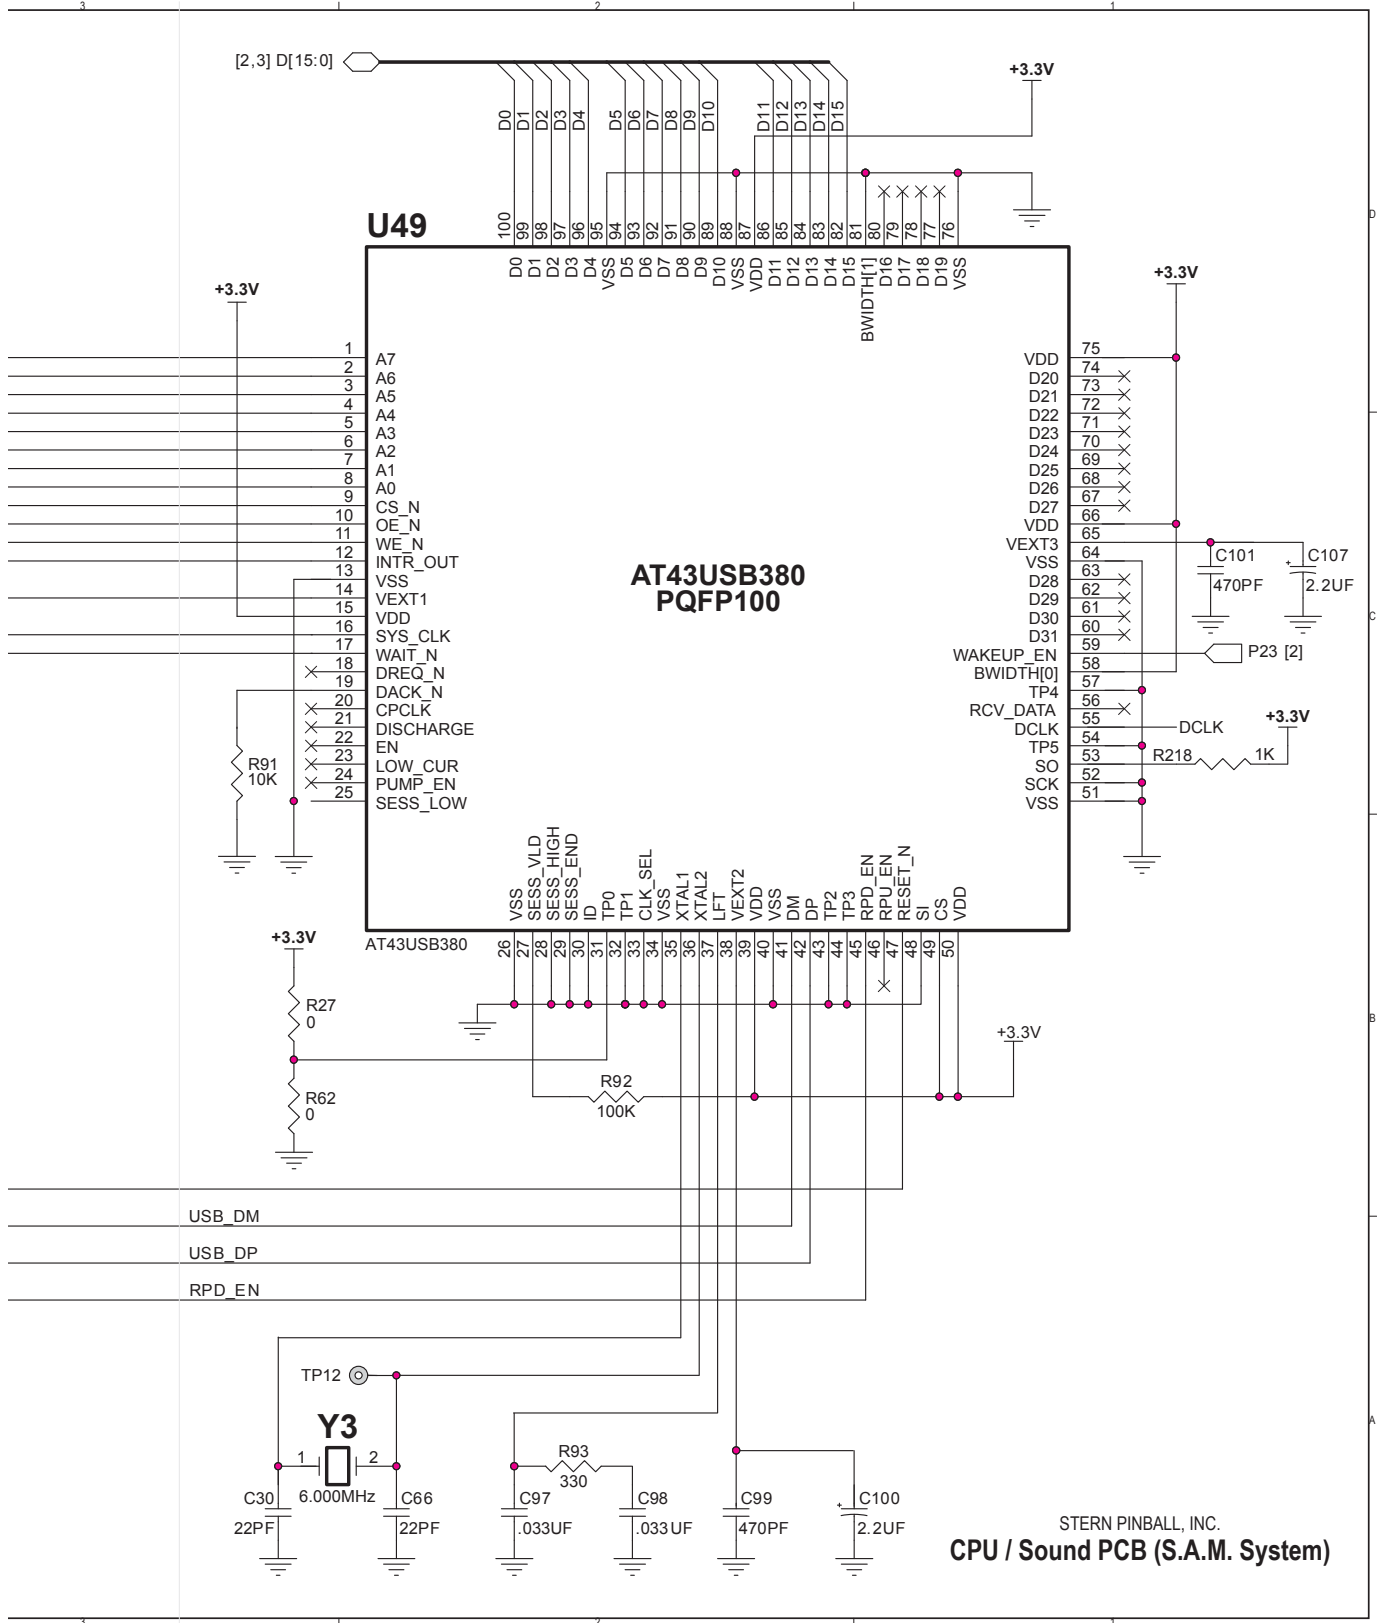 3 2 1
[2,3] D[15:0]
+3.3V
D0 D1 D2 D3 D4 D5 D6 D7 D8 D9 D10 D11 D12 D13 D14 D15
D
U49
100 99 98 97 96 95 94 93 92 91 90 89 88 87 86 85 84 83 82 81 80 79 78 77 76
D0 D1 D2 D3 D4 VSS D5 D6 D7 D8 D9 D10 VSS VDD D11 D12 D13 D14 D15 BWIDTH[1] D16 D17 D18 D19 VSS
+3.3V
+3.3V
1 A7
2 A6
3 A5
4 A4
5 A3
6 A2
7 A1
8 A0
9 CS_N
10 OE_N
11 WE_N
12 INTR_OUT
13 VSS
14 VEXT1
15 VDD
16 SYS_CLK
17 WAIT_N
18 DREQ_N
19 DACK_N
20 CPCLK
21 DISCHARGE
22 EN
23 LOW_CUR
24 PUMP_EN
25 SESS_LOW
AT43USB380
PQFP100
VDD 75
D20 74
D21 73
D22 72
D23 71
D24 70
D25 69
D26 68
D27 67
VDD 66
VEXT3 65
VSS 64
D28 63
D29 62
D30 61
D31 60
WAKEUP_EN 59
BWIDTH[0] 58
TP4 57
RCV_DATA 56
DCLK 55
TP5 54
SO 53
SCK 52
VSS 51
C101
470PF
C107
+
2.2UF
C
P23 [2]
DCLK
+3.3V
R218 1K
R91
10K
VSS SESS_VLD SESS_HIGH SESS_END ID TP0 TP1 CLK_SEL VSS XTAL1 XTAL2 LFT VEXT2 VDD VSS DM DP TP2 TP3 RPD_EN RPU_EN RESET_N SI CS VDD
AT43USB380
26 27 28 29 30 31 32 33 34 35 36 37 38 39 40 41 42 43 44 45 46 47 48 49 50
+3.3V
R27
0
R62
0
B
+3.3V
R92
100K
USB_DM
USB_DP
RPD_EN
TP12
A
Y3
1 2
6.000MHz
C30
22PF
C66
22PF
R93
330
C97
.033UF
C98
.033UF
C99
470PF
C100
+
2.2UF
STERN PINBALL, INC.
CPU / Sound PCB (S.A.M. System)
3 2 1